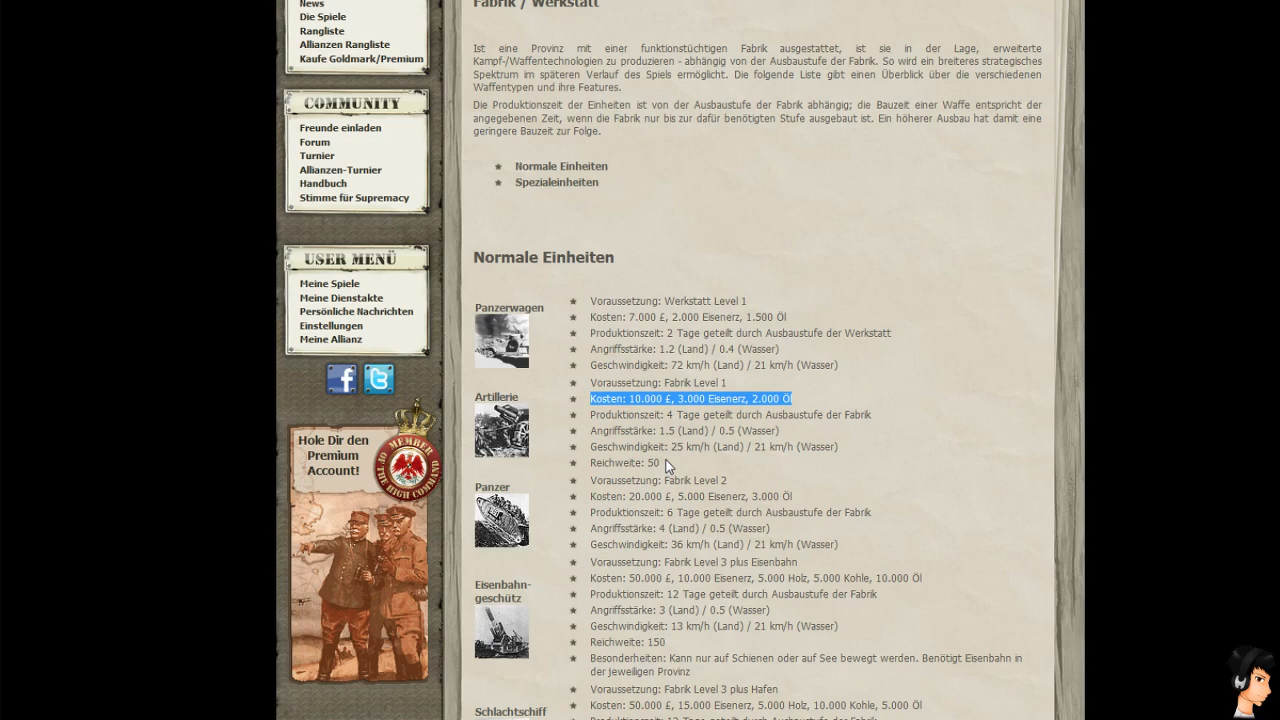 News
Die Spiele
Rangliste
Allianzen Rangliste
Kaufe Goldmark/Premium
COMMUNITY
Freunde einladen
Forum
Turnier
Allianzen-Turnier
Handbuch
Stimme für Supremacy
USER MENÜ
Meine Spiele
Meine Dienstakte
Persönliche Nachrichten
Einstellungen
Meine Allianz
Hole Dir den
Premium
Account!
MEMBER
OF THE HIGH COMMAND
Fabrik / Werkstatt
Ist eine Provinz mit einer funktionstüchtigen Fabrik ausgestattet, ist sie in der Lage, erweiterte
Kampf-/Waffentechnologien zu produzieren - abhängig von der Ausbaustufe der Fabrik. So wird ein breiteres strategisches
Spektrum im späteren Verlauf des Spiels ermöglicht. Die folgende Liste gibt einen Überblick über die verschiedenen
Waffentypen und ihre Features.
Die Produktionszeit der Einheiten ist von der Ausbaustufe der Fabrik abhängig; die Bauzeit einer Waffe entspricht der
angegebenen Zeit, wenn die Fabrik nur bis zur dafür benötigten Stufe ausgebaut ist. Ein höherer Ausbau hat damit eine
geringere Bauzeit zur Folge.
Normale Einheiten
Spezialeinheiten
Normale Einheiten
Panzerwagen
Voraussetzung: Werkstatt Level 1
Kosten: 7.000 £, 2.000 Eisenerz, 1.500 Öl
Produktionszeit: 2 Tage geteilt durch Ausbaustufe der Werkstatt
Angriffsstärke: 1.2 (Land) / 0.4 (Wasser)
Geschwindigkeit: 72 km/h (Land) / 21 km/h (Wasser)
Artillerie
Voraussetzung: Fabrik Level 1
Kosten: 10.000 £, 3.000 Eisenerz, 2.000 Öl
Produktionszeit: 4 Tage geteilt durch Ausbaustufe der Fabrik
Angriffsstärke: 1.5 (Land) / 0.5 (Wasser)
Geschwindigkeit: 25 km/h (Land) / 21 km/h (Wasser)
Reichweite: 50
Panzer
Voraussetzung: Fabrik Level 2
Kosten: 20.000 £, 5.000 Eisenerz, 3.000 Öl
Produktionszeit: 6 Tage geteilt durch Ausbaustufe der Fabrik
Angriffsstärke: 4 (Land) / 0.5 (Wasser)
Geschwindigkeit: 36 km/h (Land) / 21 km/h (Wasser)
Eisenbahn-
geschütz
Voraussetzung: Fabrik Level 3 plus Eisenbahn
Kosten: 50.000 £, 10.000 Eisenerz, 5.000 Holz, 5.000 Kohle, 10.000 Öl
Produktionszeit: 12 Tage geteilt durch Ausbaustufe der Fabrik
Angriffsstärke: 3 (Land) / 0.5 (Wasser)
Geschwindigkeit: 13 km/h (Land) / 21 km/h (Wasser)
Reichweite: 150
Besonderheiten: Kann nur auf Schienen oder auf See bewegt werden. Benötigt Eisenbahn in
der jeweiligen Provinz
Schlachtschiff
Voraussetzung: Fabrik Level 3 plus Hafen
Kosten: 50.000 £, 15.000 Eisenerz, 5.000 Holz, 10.000 Kohle, 5.000 Öl
Produktionszeit: 12 Tage geteilt durch Ausbaustufe der Fabrik